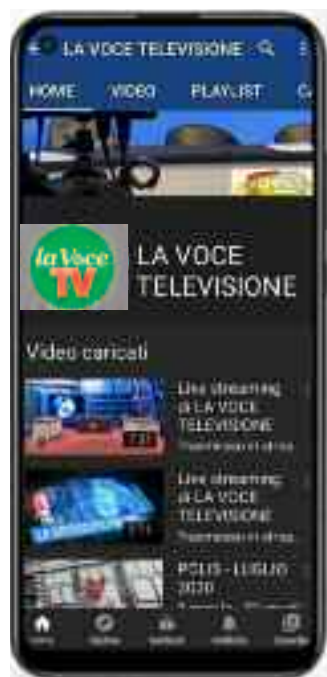 LA VOCE TELEVISIONE
HOME VIDEO PLAYLIST
la Voce
TV
LA VOCE
TELEVISIONE
Video caricati
Live streaming
di LA VOCE
TELEVISIONE
Live streaming
di LA VOCE
TELEVISIONE
POLIS - LUGLIO
2020